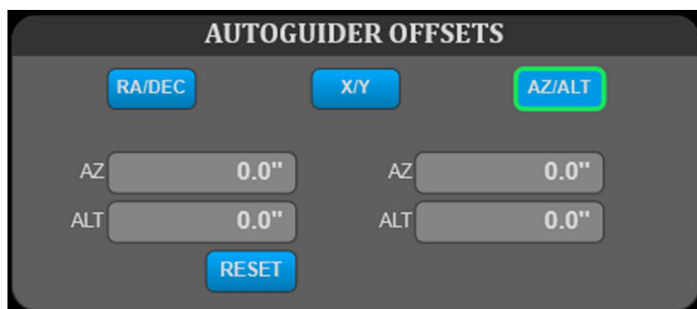 AUTOGUIDER OFFSETS
RA/DEC X/Y AZ/ALT
AZ 0.0" AZ 0.0"
ALT 0.0" ALT 0.0"
RESET